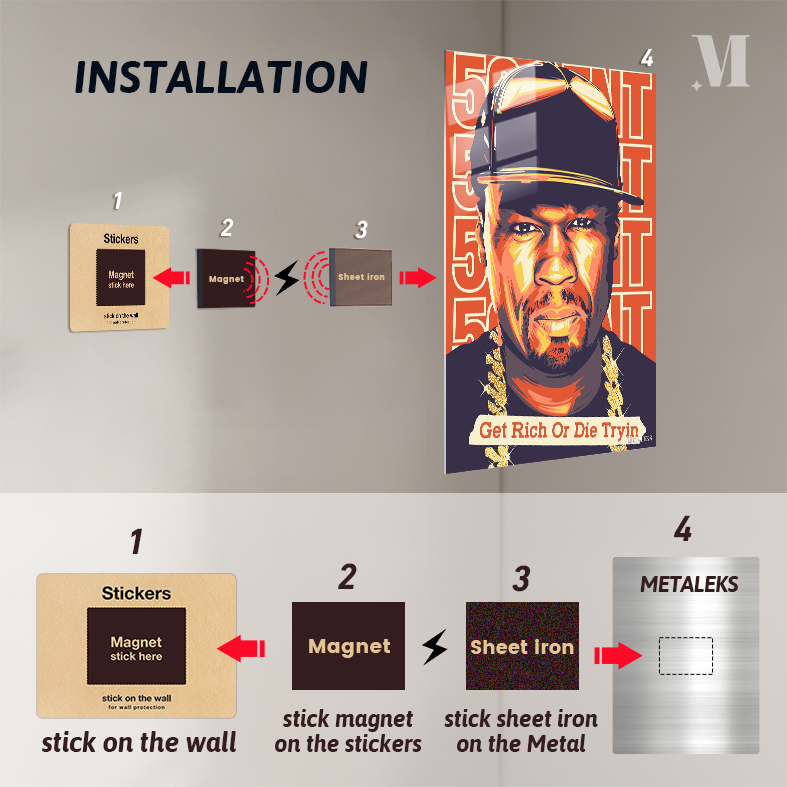 INSTALLATION
M
4
50 CENT
1
2
3
Stickers
Magnet
stick here
stick on the wall
for wall protection
Magnet
Sheet iron
Get Rich Or Die Tryin
1
2
3
4
Stickers
Magnet
stick here
stick on the wall
for wall protection
Magnet
Sheet Iron
METALEKS
stick on the wall
stick magnet
on the stickers
stick sheet iron
on the Metal